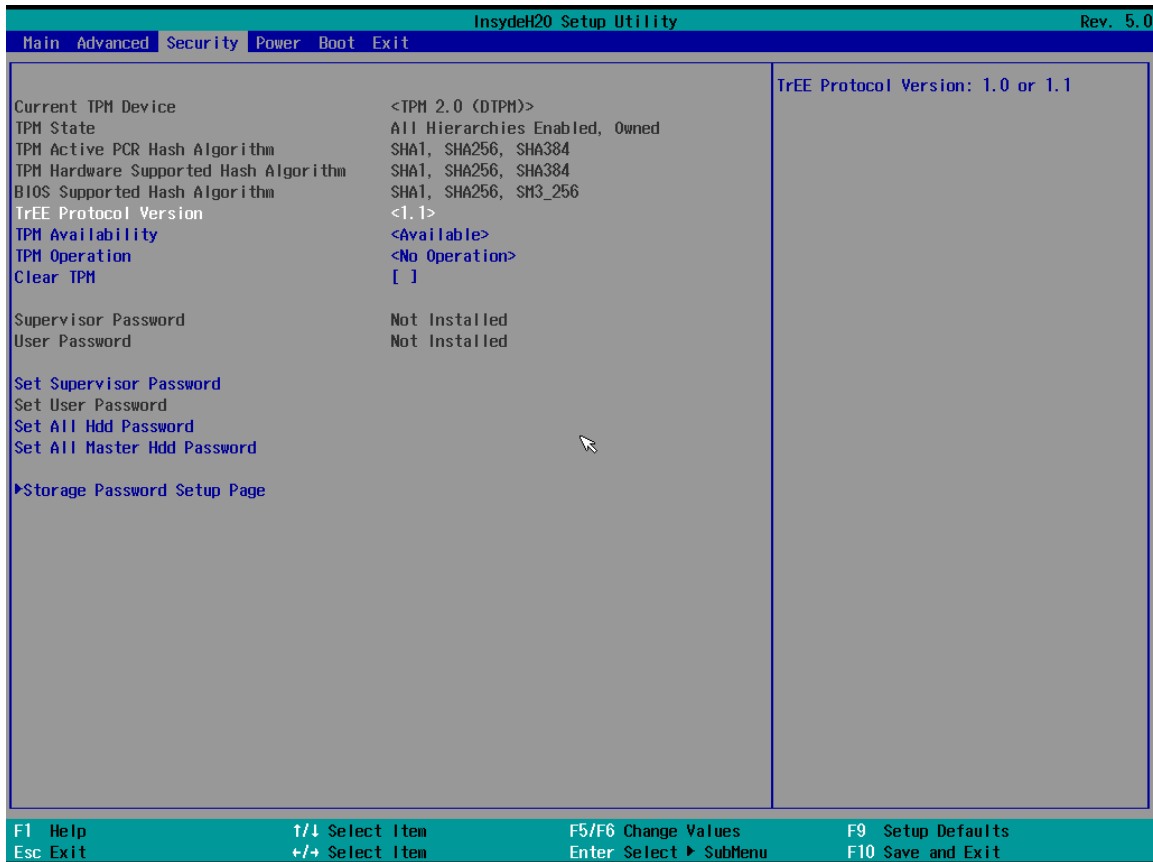 InsydeH20 Setup Utility Rev. 5.0
Main Advanced Security Power Boot Exit
TrEE Protocol Version: 1.0 or 1.1
Current TPM Device <TPM 2.0 (DTPM)>
TPM State All Hierarchies Enabled, Owned
TPM Active PCR Hash Algorithm SHA1, SHA256, SHA384
TPM Hardware Supported Hash Algorithm SHA1, SHA256, SHA384
BIOS Supported Hash Algorithm SHA1, SHA256, SM3_256
TrEE Protocol Version <1.1>
TPM Availability <Available>
TPM Operation <No Operation>
Clear TPM [ ]
Supervisor Password Not Installed
User Password Not Installed
Set Supervisor Password
Set User Password
Set All Hdd Password
Set All Master Hdd Password
▶Storage Password Setup Page
F1 Help ↑/↓ Select Item F5/F6 Change Values F9 Setup Defaults
Esc Exit ←/→ Select Item Enter Select ▶ SubMenu F10 Save and Exit